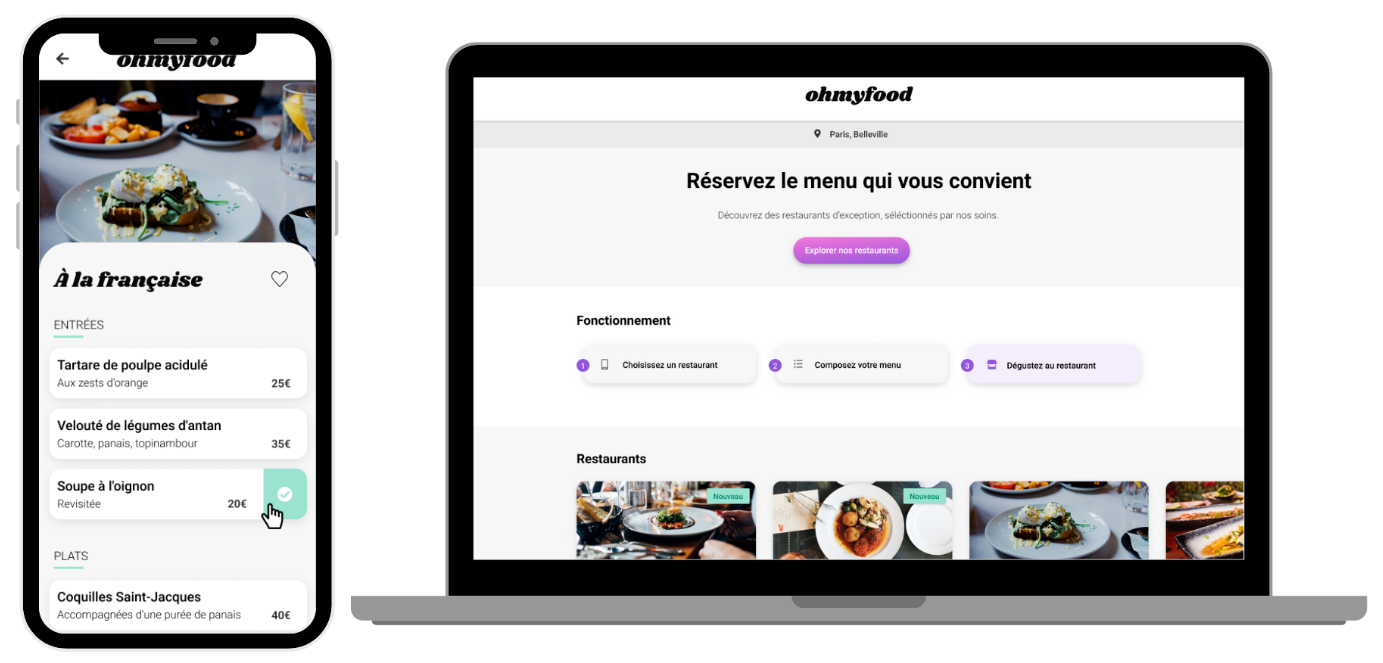 ohmyfood
À la française
ENTRÉES
Tartare de poulpe acidulé
Aux zests d'orange
25€
Velouté de légumes d'antan
Carotte, panais, topinambour
35€
Soupe à l'oignon
Revisitée
20€
PLATS
Coquilles Saint-Jacques
Accompagnées d'une purée de panais
40€
ohmyfood
Paris, Belleville
Réservez le menu qui vous convient
Découvrez des restaurants d'exception, séléctionnés par nos soins.
Explorer nos restaurants
Fonctionnement
1 Choisissez un restaurant
2 Composez votre menu
3 Dégustez au restaurant
Restaurants
Nouveau
Nouveau